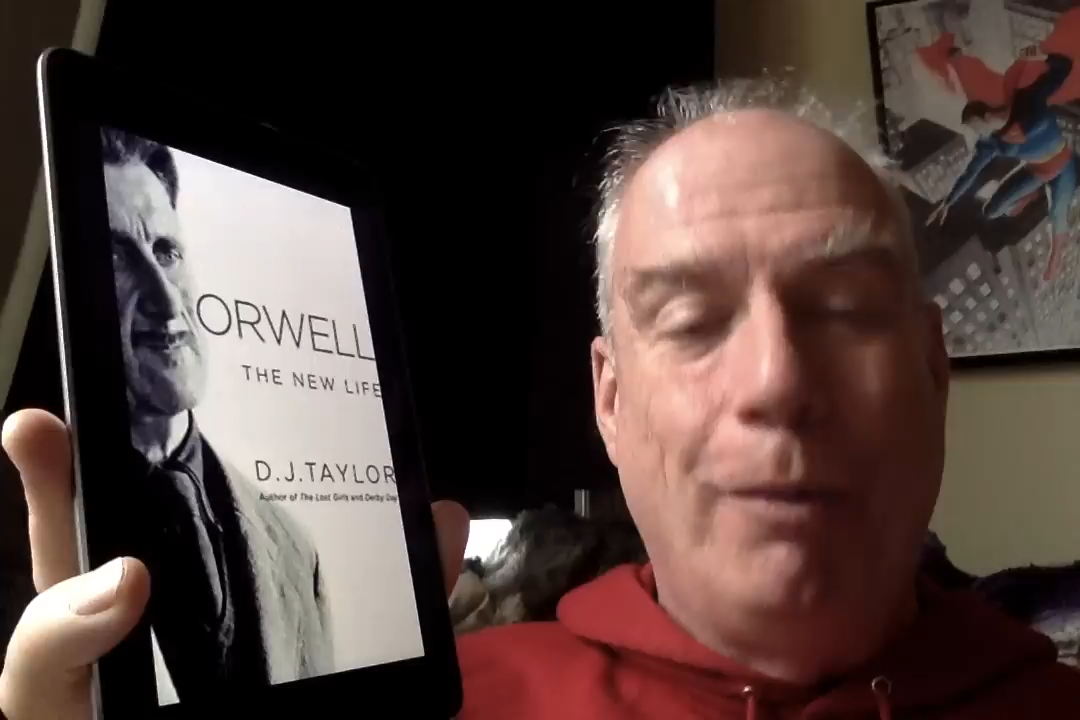 ORWELL
THE NEW LIFE
D.J.TAYLOR
Author of The Lost Girls and Derby Day